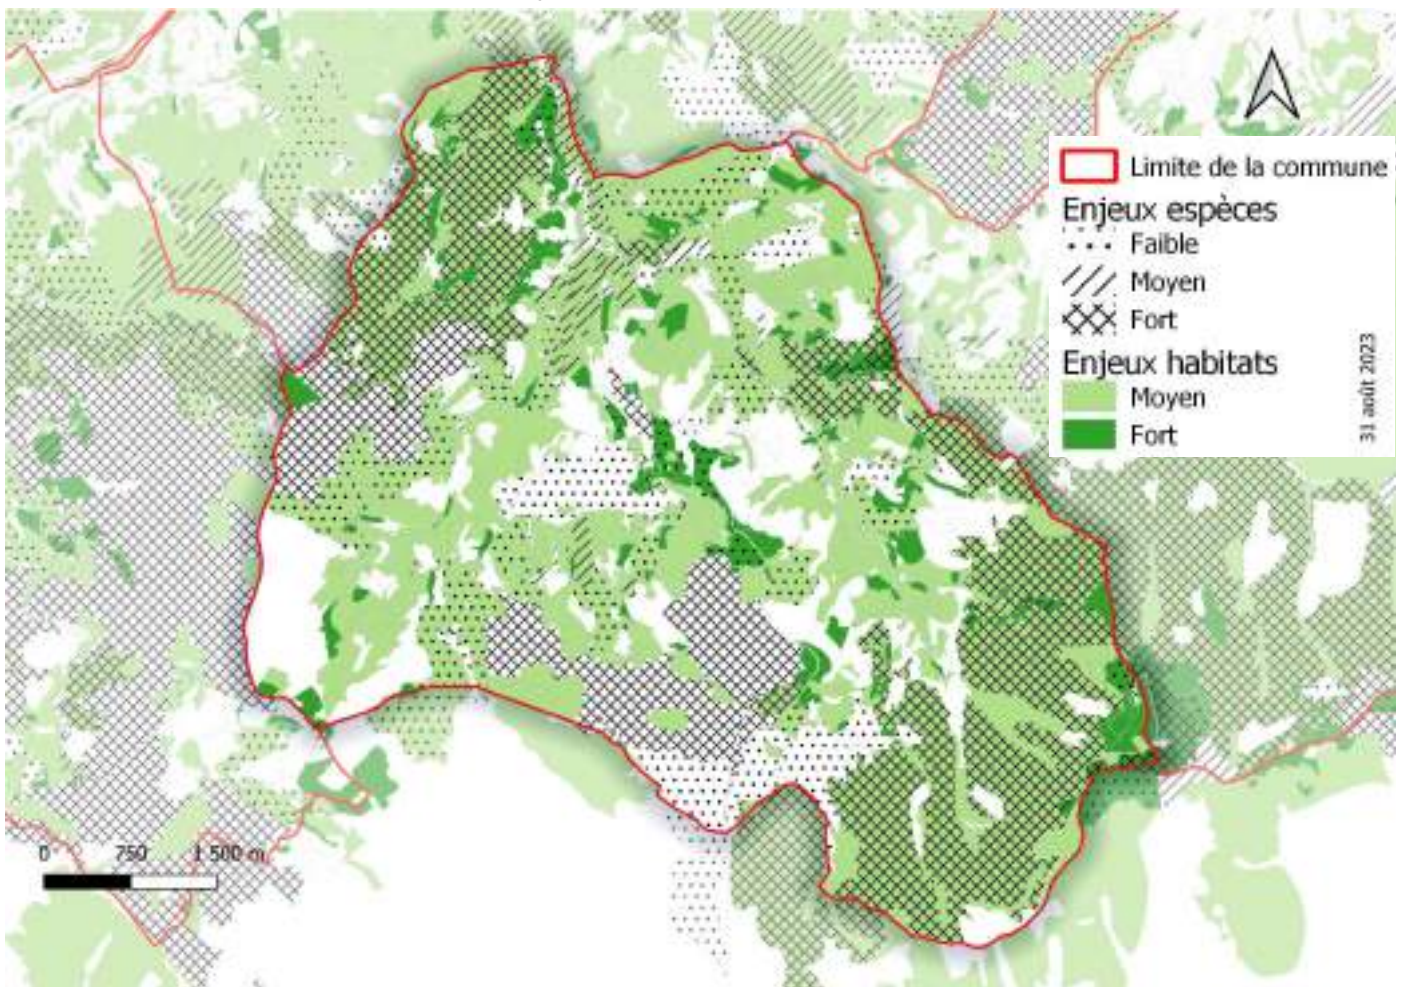 Limite de la commune
Enjeux espèces
Faible
Moyen
Fort
Enjeux habitats
Moyen
Fort
31 août 2023
0 750 1 500 m